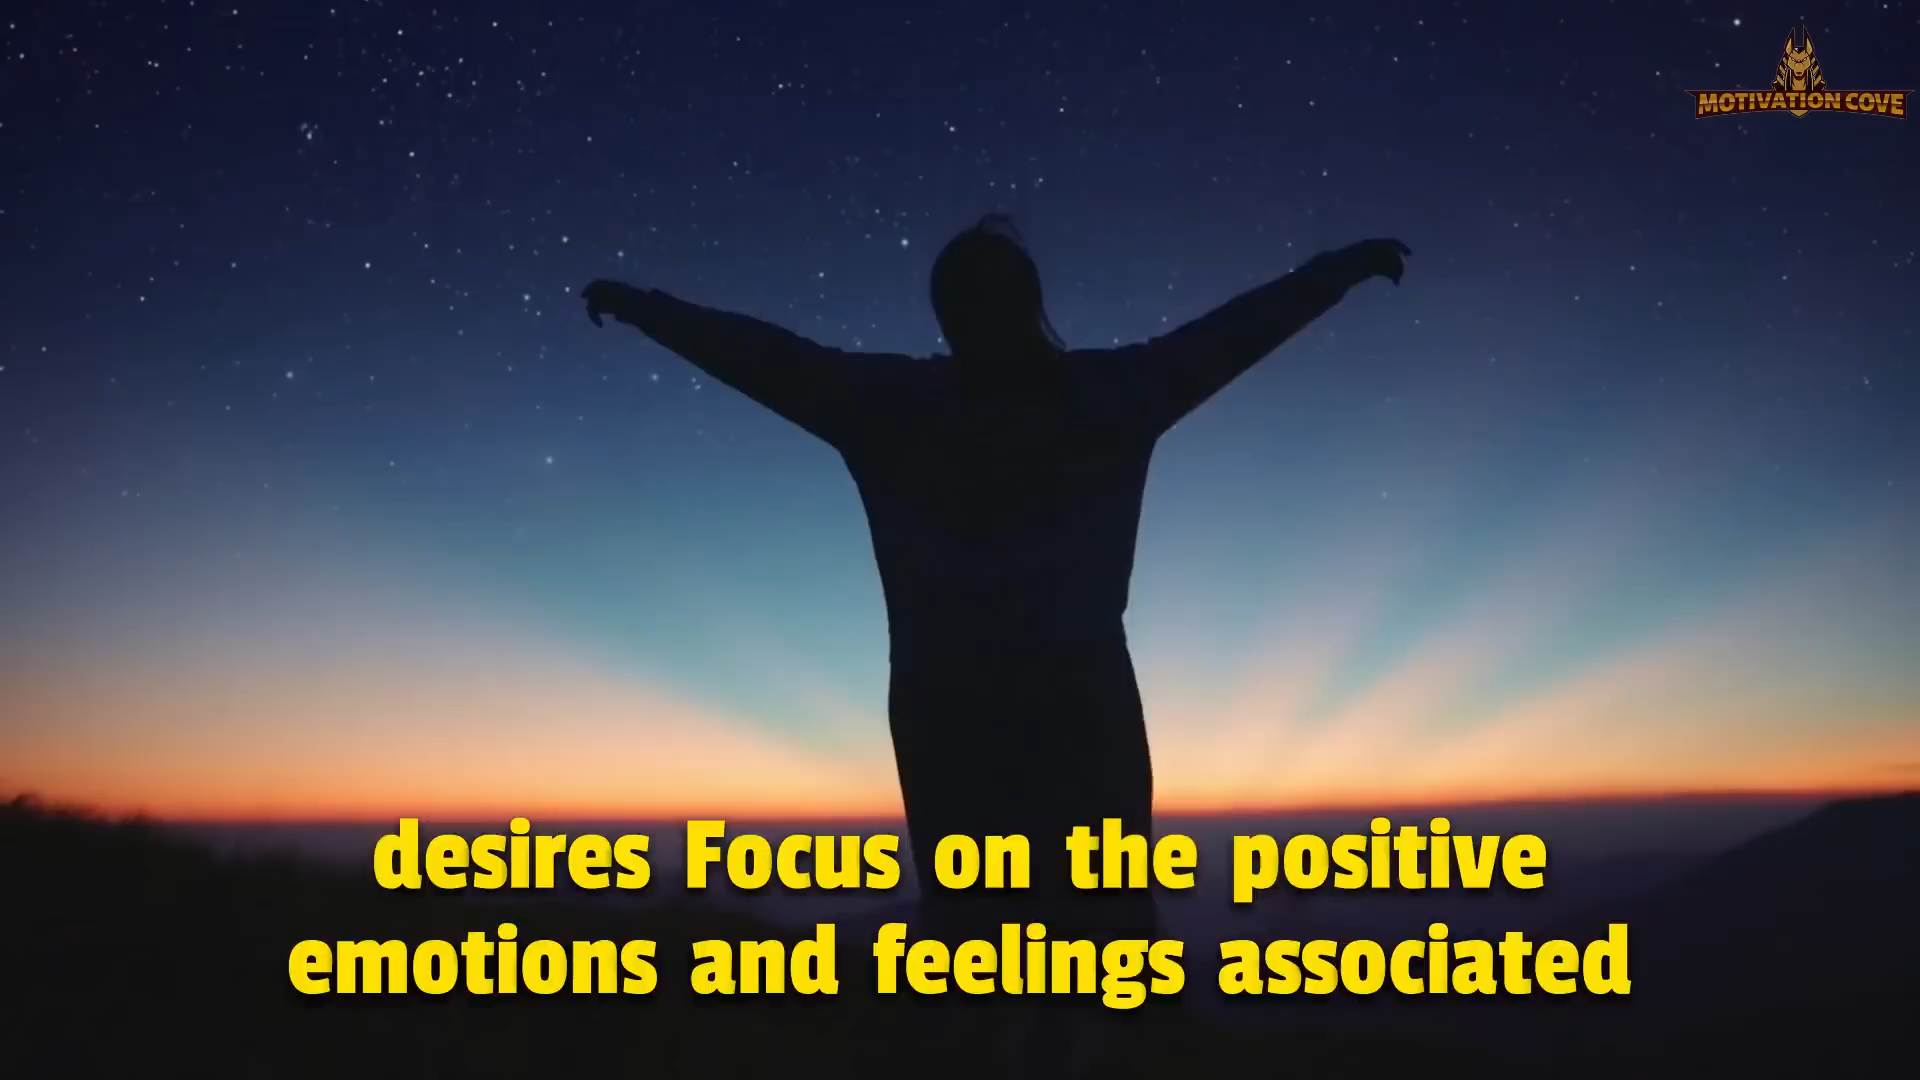 MOTIVATION COVE
desires Focus on the positive
emotions and feelings associated